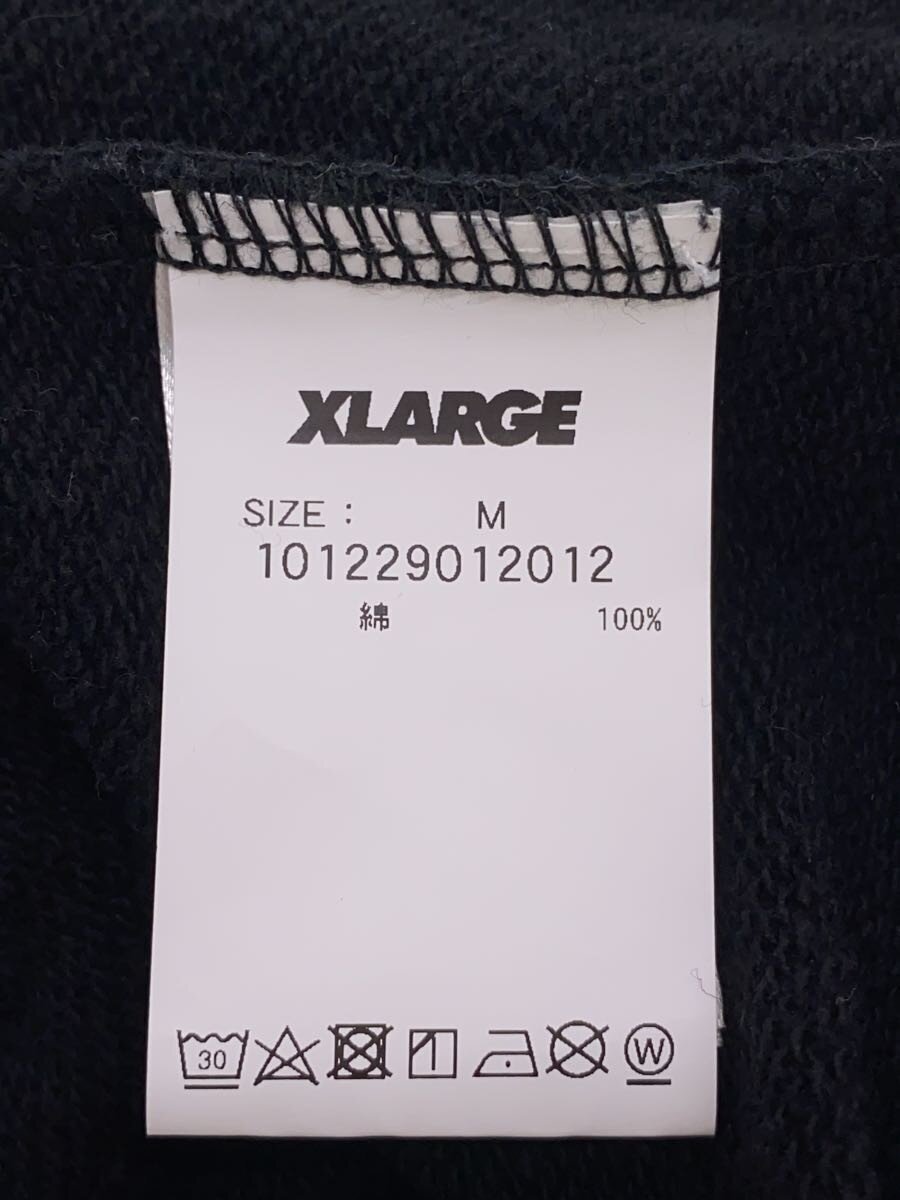 XLARGE
SIZE : M
101229012012
綿 100%
30 W